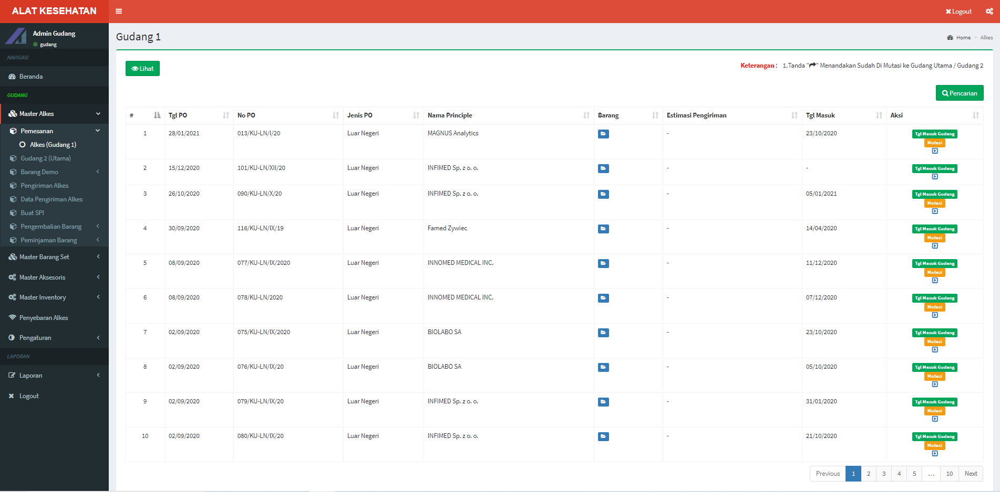 ALAT KESEHATAN
Logout
Admin Gudang
gudang
NAVIGASI
Beranda
GUDANG
Master Alkes
Pemesanan
Alkes (Gudang 1)
Gudang 2 (Utama)
Barang Demo
Pengiriman Alkes
Data Pengiriman Alkes
Buat SPI
Pengembalian Barang
Peminjaman Barang
Master Barang Set
Master Aksesoris
Master Inventory
Penyebaran Alkes
Pengaturan
LAPORAN
Laporan
Logout
Gudang 1
Home > Alkes
Lihat
Keterangan : 1.Tanda "" Menandakan Sudah Di Mutasi ke Gudang Utama / Gudang 2
Pencarian
# Tgl PO No PO Jenis PO Nama Principle Barang Estimasi Pengiriman Tgl Masuk Aksi
1 28/01/2021 013/KU-LN/I/20 Luar Negeri MAGNUS Analytics - 23/10/2020 Tgl Masuk Gudang
Mutasi
2 15/12/2020 101/KU-LN/XII/20 Luar Negeri INFIMED Sp. z o. o. - - Tgl Masuk Gudang
3 26/10/2020 090/KU-LN/X/20 Luar Negeri INFIMED Sp. z o. o. - 05/01/2021 Tgl Masuk Gudang
Mutasi
4 30/09/2020 116/KU-LN/IX/19 Luar Negeri Famed Zywiec - 14/04/2020 Tgl Masuk Gudang
Mutasi
5 08/09/2020 077/KU-LN/IX/2020 Luar Negeri INNOMED MEDICAL INC. - 11/12/2020 Tgl Masuk Gudang
Mutasi
6 08/09/2020 078/KU-LN/2020 Luar Negeri INNOMED MEDICAL INC. - 07/12/2020 Tgl Masuk Gudang
Mutasi
7 02/09/2020 075/KU-LN/IX/2020 Luar Negeri BIOLABO SA - 23/10/2020 Tgl Masuk Gudang
Mutasi
8 02/09/2020 076/KU-LN/IX/20 Luar Negeri BIOLABO SA - 05/10/2020 Tgl Masuk Gudang
Mutasi
9 02/09/2020 079/KU-LN/IX/20 Luar Negeri INFIMED Sp. z o. o. - 31/01/2020 Tgl Masuk Gudang
Mutasi
10 02/09/2020 080/KU-LN/IX/20 Luar Negeri INFIMED Sp. z o. o. - 21/10/2020 Tgl Masuk Gudang
Mutasi
Previous 1 2 3 4 5 ... 10 Next